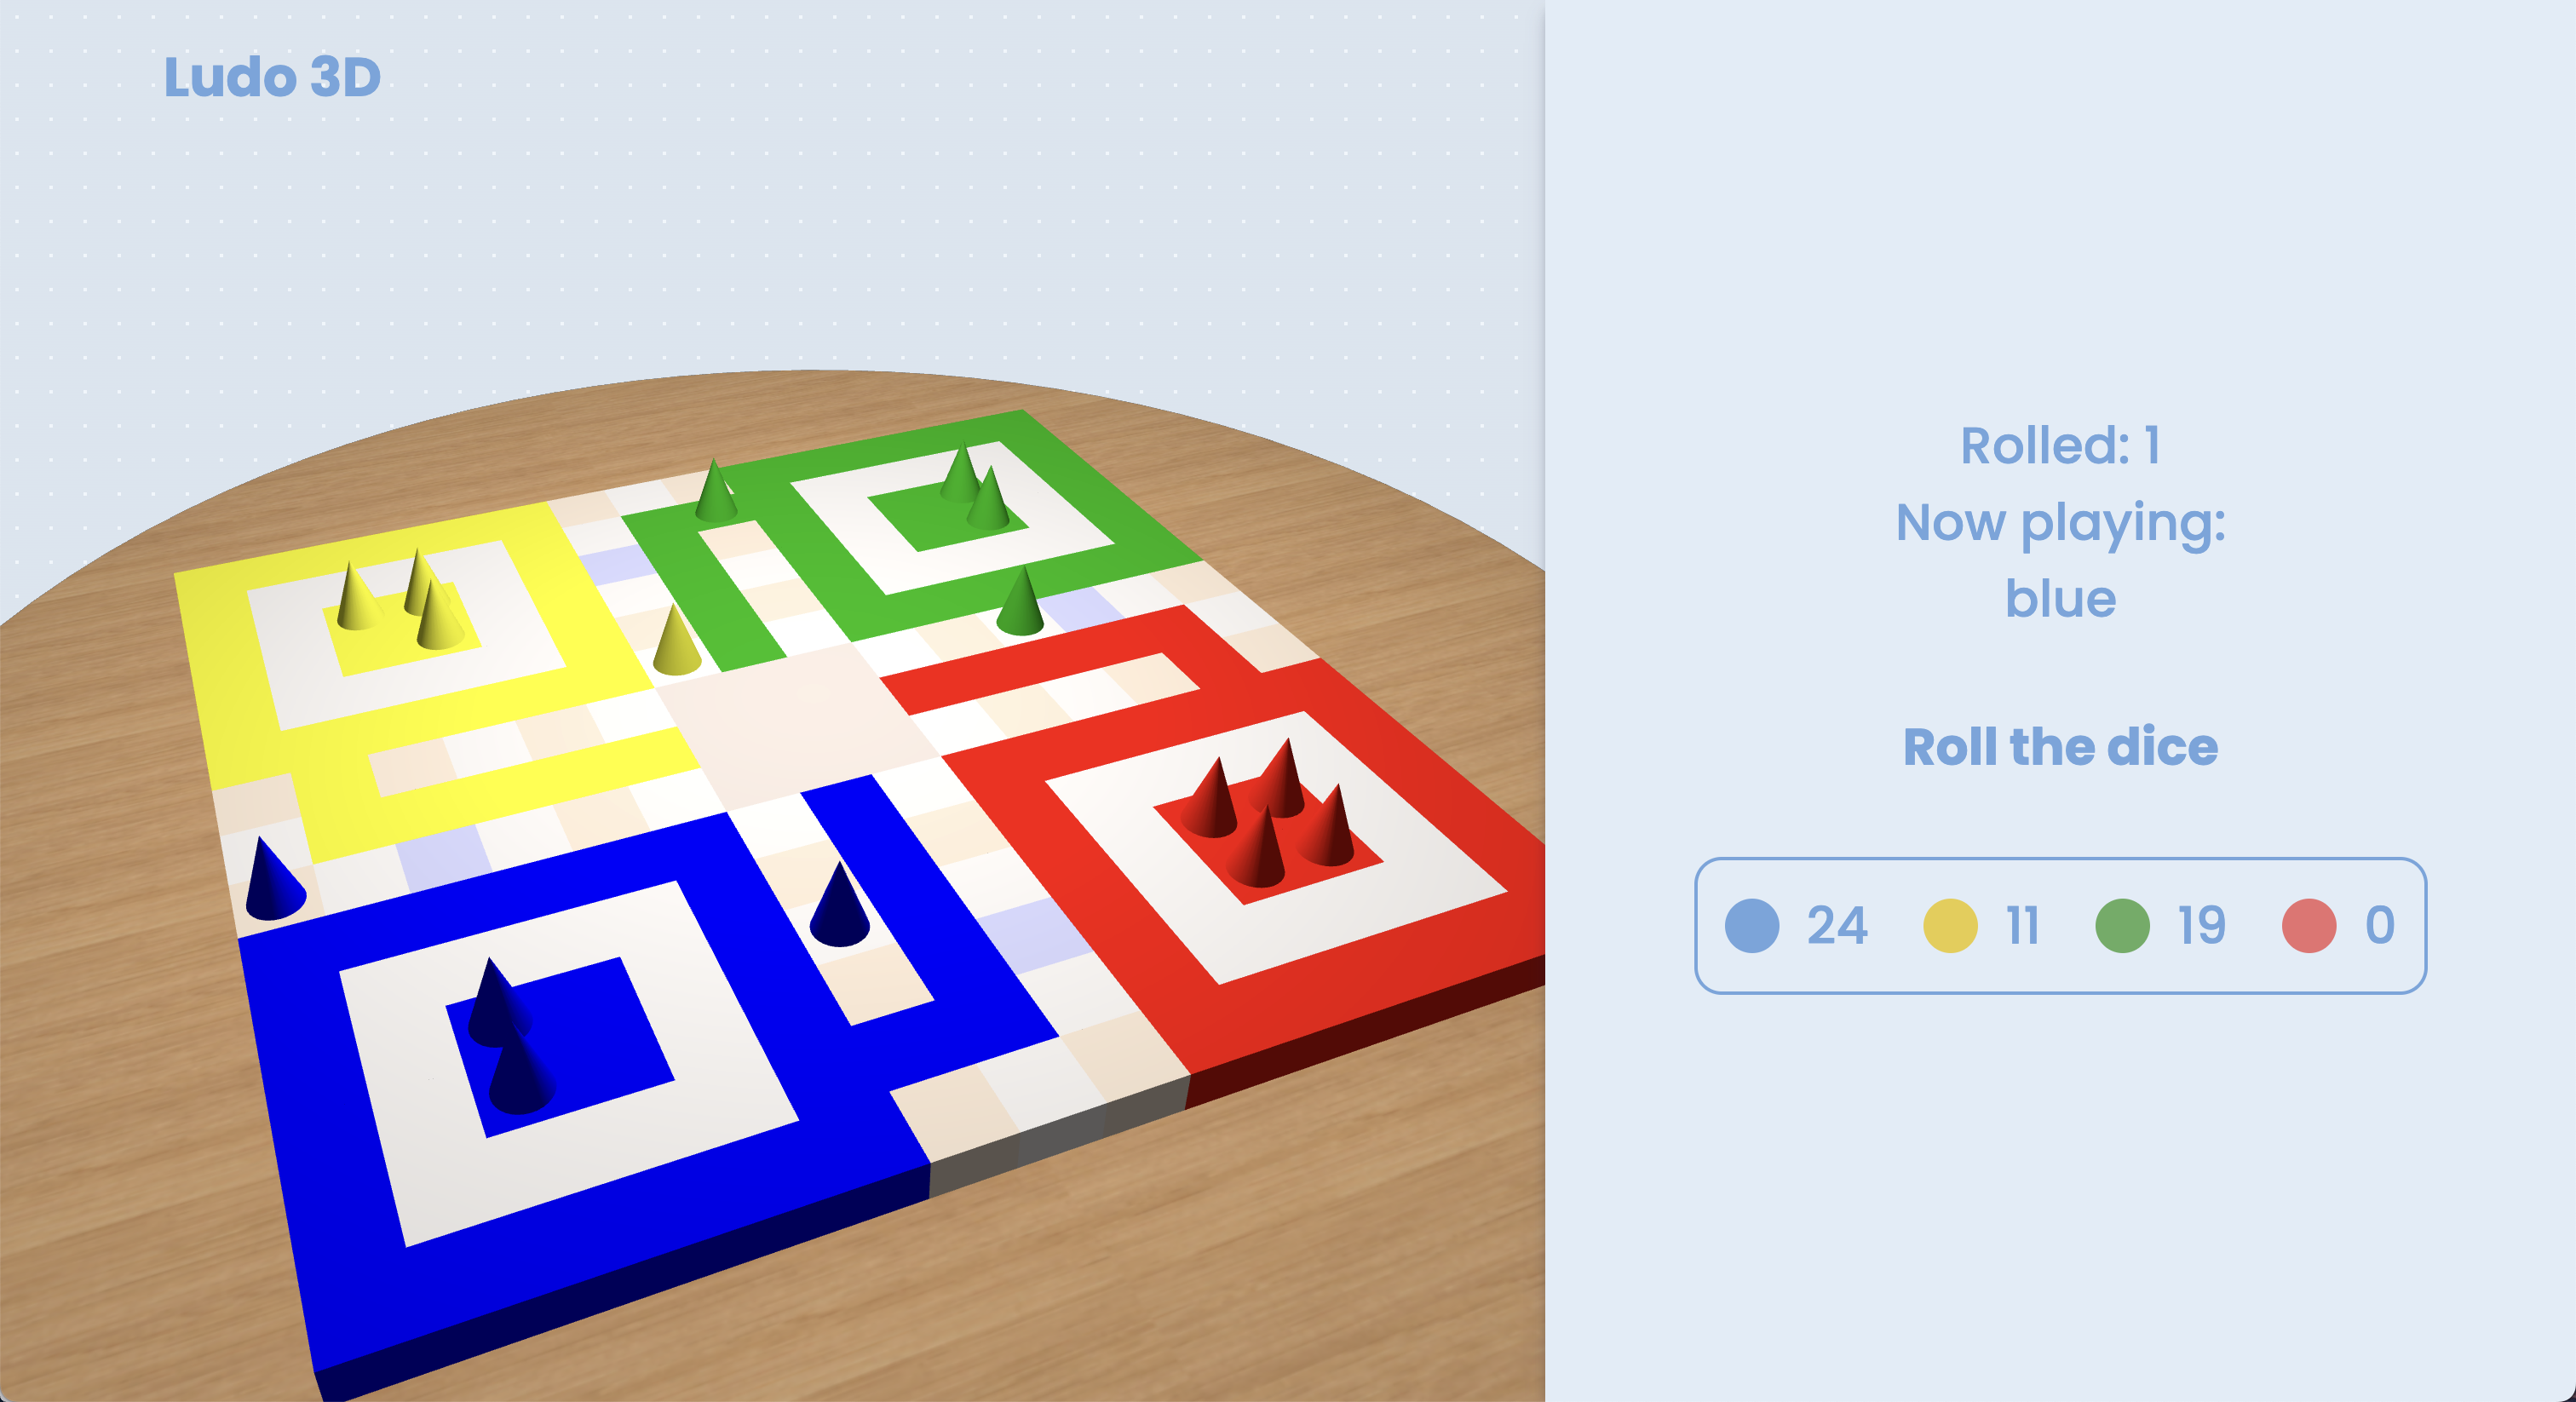 Ludo 3D
Rolled: 1
Now playing:
blue
Roll the dice
24 11 19 0